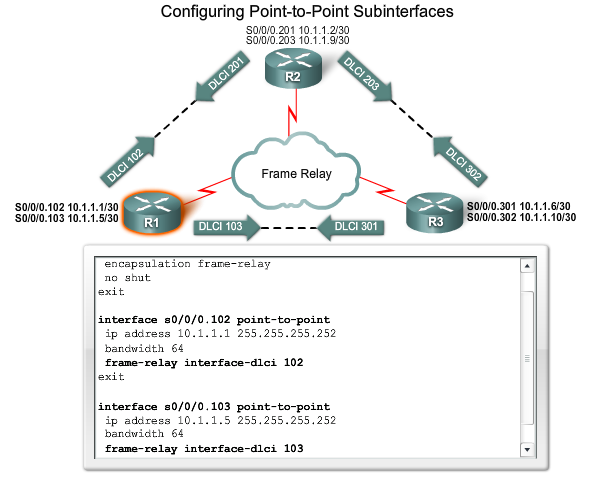 Configuring Point-to-Point Subinterfaces
S0/0/0.201 10.1.1.2/30
S0/0/0.203 10.1.1.9/30
R2
DLCI 201
DLCI 203
DLCI 102
DLCI 302
Frame Relay
S0/0/0.102 10.1.1.1/30
S0/0/0.103 10.1.1.5/30
R1
R3
S0/0/0.301 10.1.1.6/30
S0/0/0.302 10.1.1.10/30
DLCI 103
DLCI 301
encapsulation frame-relay
no shut
exit
interface s0/0/0.102 point-to-point
ip address 10.1.1.1 255.255.255.252
bandwidth 64
frame-relay interface-dlci 102
exit
interface s0/0/0.103 point-to-point
ip address 10.1.1.5 255.255.255.252
bandwidth 64
frame-relay interface-dlci 103